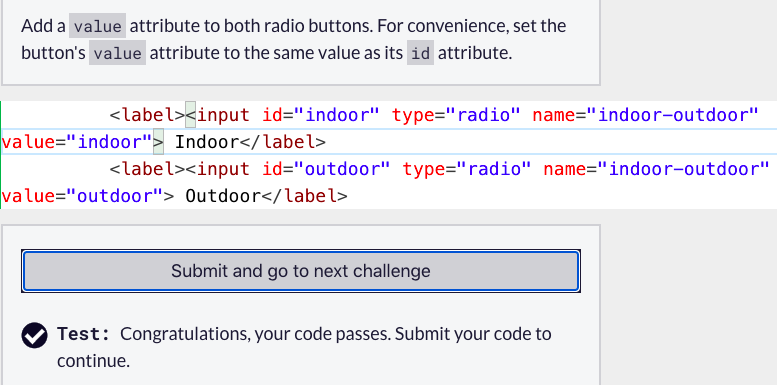 Add a value attribute to both radio buttons. For convenience, set the
button's value attribute to the same value as its id attribute.
<label><input id="indoor" type="radio" name="indoor-outdoor"
value="indoor"> Indoor</label>
<label><input id="outdoor" type="radio" name="indoor-outdoor"
value="outdoor"> Outdoor</label>
Submit and go to next challenge
Test: Congratulations, your code passes. Submit your code to
continue.